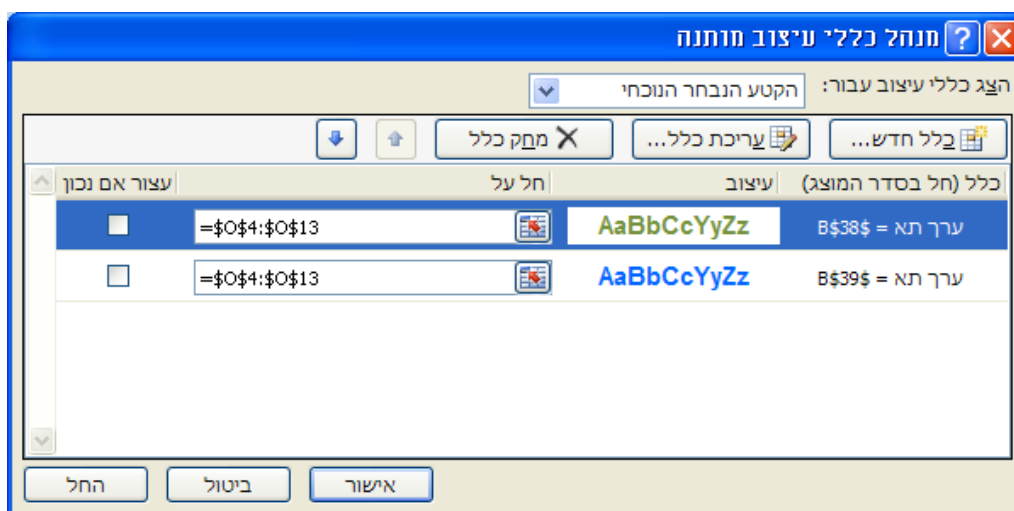 מנהל כללי עיצוב מותנה
הצג כללי עיצוב עבור: הקטע הנבחר הנוכחי
כלל חדש... עריכת כלל... מחק כלל
כלל (חל בסדר המוצג) עיצוב חל על עצור אם נכון
ערך תא = B$38$ AaBbCcYyZz =$O$4:$O$13
ערך תא = B$39$ AaBbCcYyZz =$O$4:$O$13
אישור ביטול החל